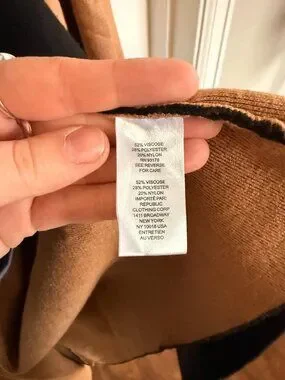 52% VISCOSE
28% POLYESTER
20% NYLON
RN 93178
SEE REVERSE
FOR CARE
52% VISCOSE
28% POLYESTER
20% NYLON
IMPORTÉ PAR:
REPUBLIC
CLOTHING CORP
1411 BROADWAY
NEW YORK
NY 10018 USA
ENTRETIEN
AU VERSO